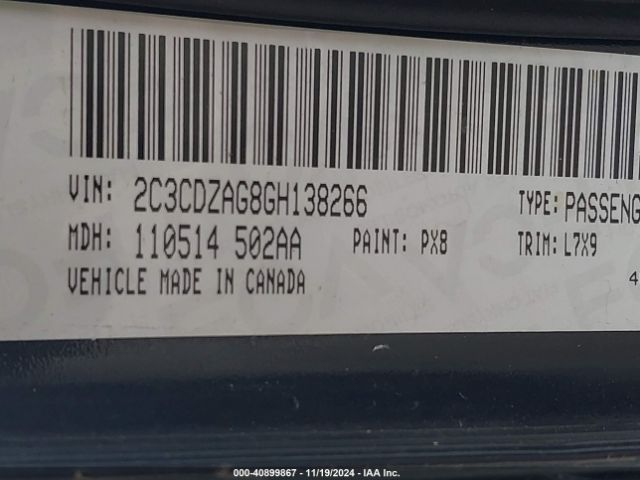 VIN: 2C3CDZAG8GH138266 TYPE: PASSENG
MDH: 110514 502AA PAINT: PX8 TRIM: L7X9
VEHICLE MADE IN CANADA 4
000-40899867 - 11/19/2024 - IAA Inc.